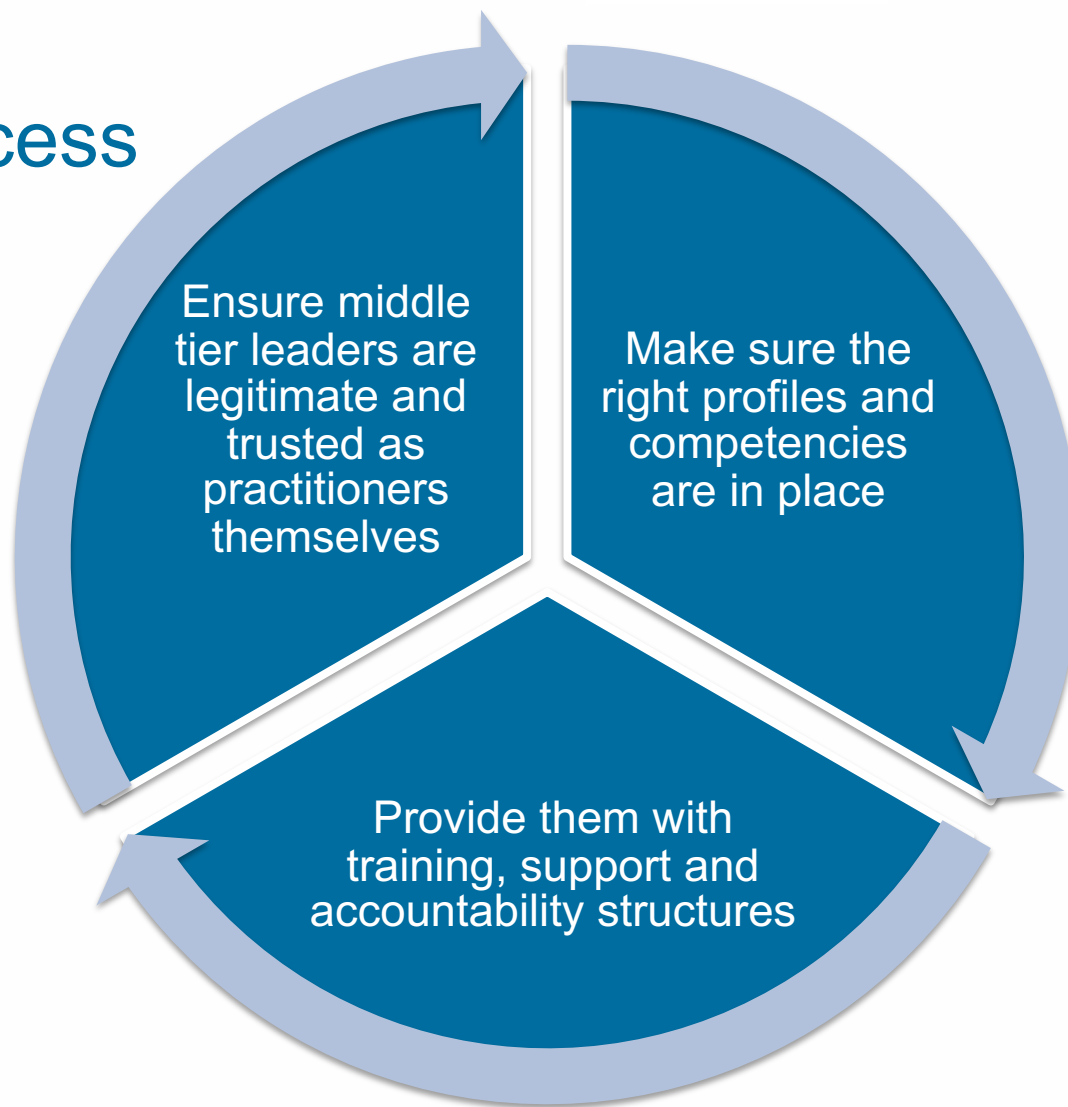 cess
Ensure middle
tier leaders are
legitimate and
trusted as
practitioners
themselves
Make sure the
right profiles and
competencies
are in place
Provide them with
training, support and
accountability structures